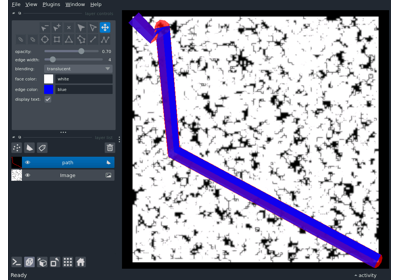 File View Plugins Window Help
opacity: 0.70
edge width: 4
blending: translucent
face color: white
edge color: blue
display text: ✓
path
Image
Ready
activity